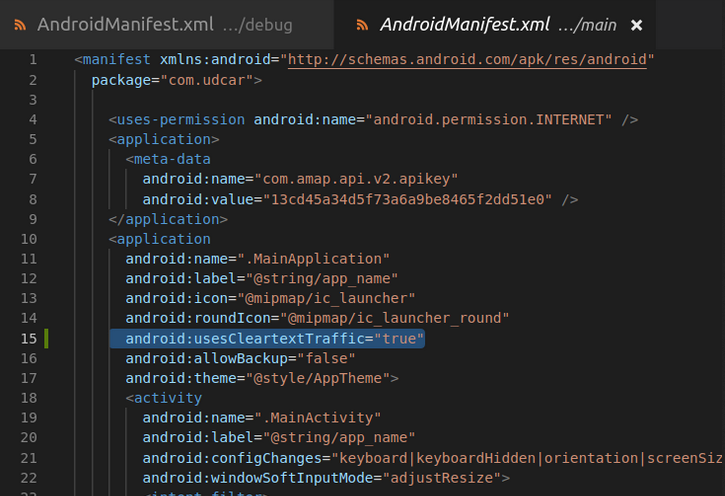 AndroidManifest.xml .../debug
AndroidManifest.xml .../main
1 <manifest xmlns:android="http://schemas.android.com/apk/res/android"
2 package="com.udcar">
3
4 <uses-permission android:name="android.permission.INTERNET" />
5 <application>
6 <meta-data
7 android:name="com.amap.api.v2.apikey"
8 android:value="13cd45a34d5f73a6a9be8465f2dd51e0" />
9 </application>
10 <application
11 android:name=".MainApplication"
12 android:label="@string/app_name"
13 android:icon="@mipmap/ic_launcher"
14 android:roundIcon="@mipmap/ic_launcher_round"
15 android:usesCleartextTraffic="true"
16 android:allowBackup="false"
17 android:theme="@style/AppTheme">
18 <activity
19 android:name=".MainActivity"
20 android:label="@string/app_name"
21 android:configChanges="keyboard|keyboardHidden|orientation|screenSiz
22 android:windowSoftInputMode="adjustResize">
23 <intent-filter>